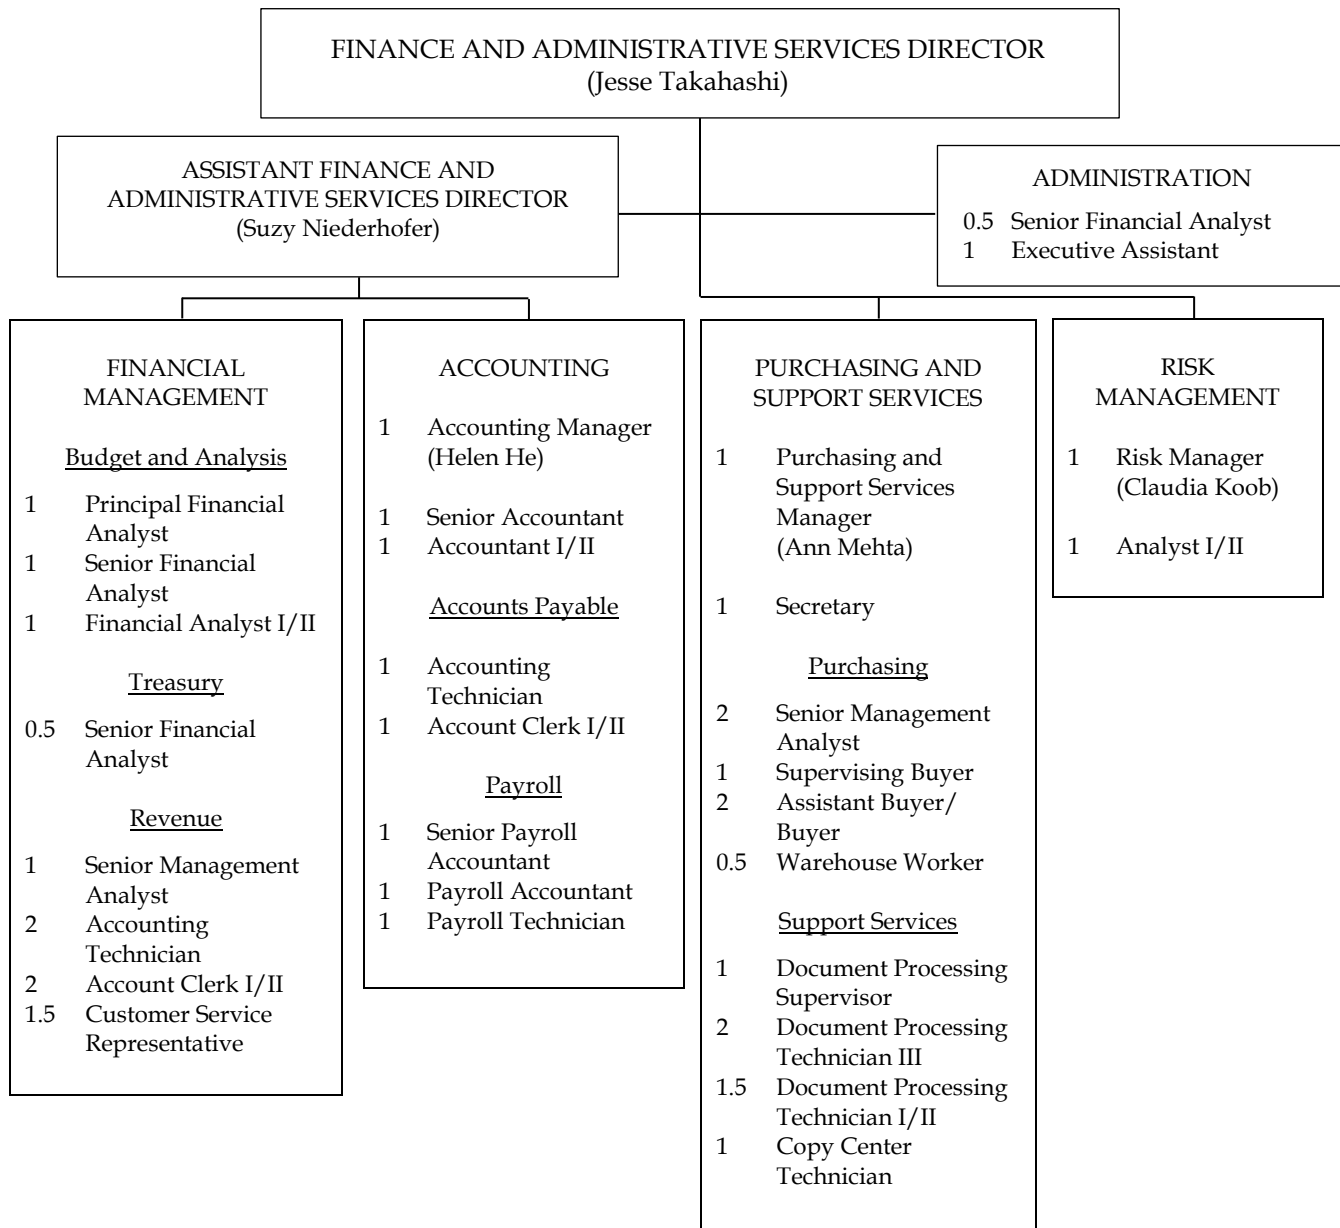 FINANCE AND ADMINISTRATIVE SERVICES DIRECTOR
(Jesse Takahashi)
ASSISTANT FINANCE AND
ADMINISTRATIVE SERVICES DIRECTOR
(Suzy Niederhofer)
ADMINISTRATION
0.5 Senior Financial Analyst
1 Executive Assistant
FINANCIAL
MANAGEMENT
Budget and Analysis
1 Principal Financial
Analyst
1 Senior Financial
Analyst
1 Financial Analyst I/II
Treasury
0.5 Senior Financial
Analyst
Revenue
1 Senior Management
Analyst
2 Accounting
Technician
2 Account Clerk I/II
1.5 Customer Service
Representative
ACCOUNTING
1 Accounting Manager
(Helen He)
1 Senior Accountant
1 Accountant I/II
Accounts Payable
1 Accounting
Technician
1 Account Clerk I/II
Payroll
1 Senior Payroll
Accountant
1 Payroll Accountant
1 Payroll Technician
PURCHASING AND
SUPPORT SERVICES
1 Purchasing and
Support Services
Manager
(Ann Mehta)
1 Secretary
Purchasing
2 Senior Management
Analyst
1 Supervising Buyer
2 Assistant Buyer/
Buyer
0.5 Warehouse Worker
Support Services
1 Document Processing
Supervisor
2 Document Processing
Technician III
1.5 Document Processing
Technician I/II
1 Copy Center
Technician
RISK
MANAGEMENT
1 Risk Manager
(Claudia Koob)
1 Analyst I/II